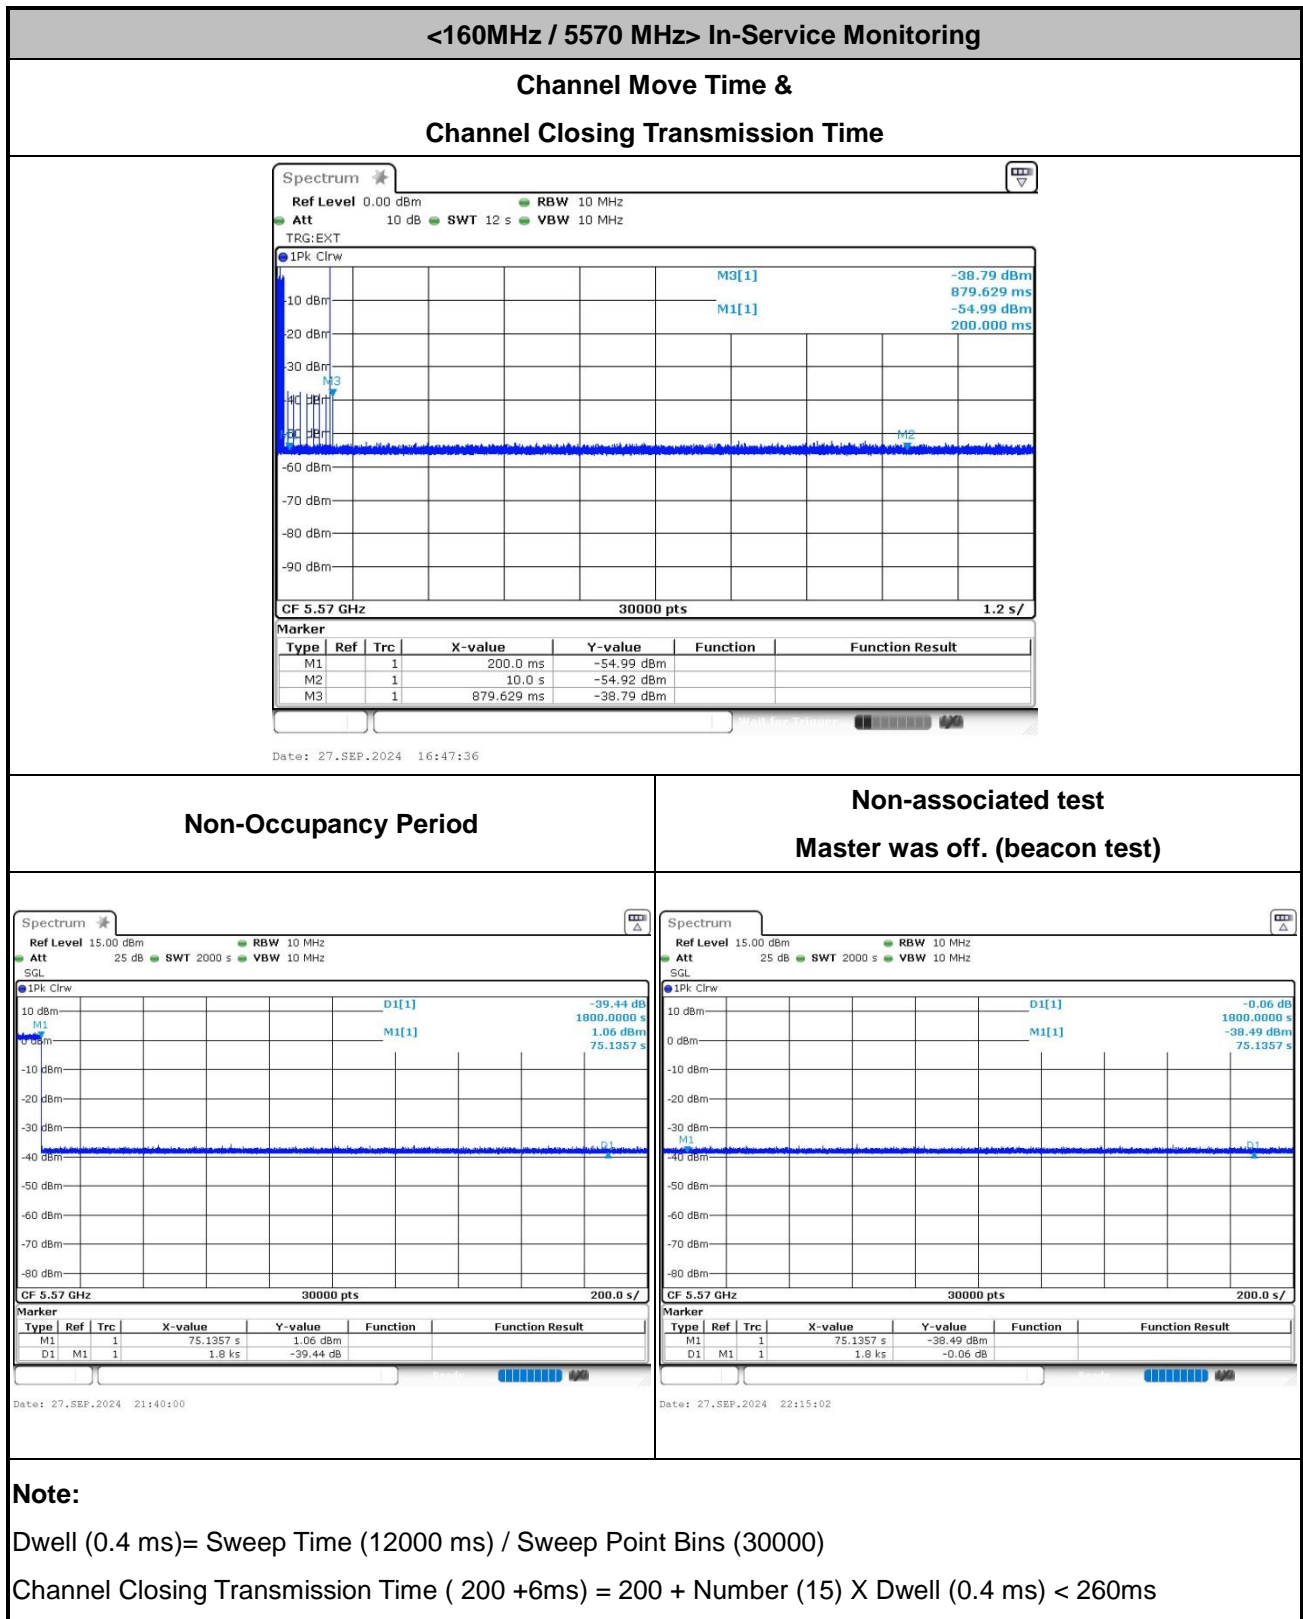 <160MHz / 5570 MHz> In-Service Monitoring
Channel Move Time &
Channel Closing Transmission Time
Spectrum
Ref Level 0.00 dBm RBW 10 MHz
Att 10 dB SWT 12 s VBW 10 MHz
TRG:EXT
1Pk Clrw
M3[1] -38.79 dBm
879.629 ms
-10 dBm
M1[1] -54.99 dBm
200.000 ms
-20 dBm
-30 dBm
M3
-40 dBm
M2
-60 dBm
-70 dBm
-80 dBm
-90 dBm
CF 5.57 GHz 30000 pts 1.2 s/
Marker
Type Ref Trc X-value Y-value Function Function Result
M1 1 200.0 ms -54.99 dBm
M2 1 10.0 s -54.92 dBm
M3 1 879.629 ms -38.79 dBm
Wait for Trigger
Date: 27.SEP.2024 16:47:36
Non-Occupancy Period
Non-associated test
Master was off. (beacon test)
Spectrum
Ref Level 15.00 dBm RBW 10 MHz
Att 25 dB SWT 2000 s VBW 10 MHz
SGL
1Pk Clrw
D1[1] -39.44 dB
1800.0000 s
10 dBm
M1
M1[1] 1.06 dBm
75.1357 s
0 dBm
-10 dBm
-20 dBm
-30 dBm
D1
-40 dBm
-50 dBm
-60 dBm
-70 dBm
-80 dBm
CF 5.57 GHz 30000 pts 200.0 s/
Marker
Type Ref Trc X-value Y-value Function Function Result
M1 1 75.1357 s 1.06 dBm
D1 M1 1 1.8 ks -39.44 dB
Date: 27.SEP.2024 21:40:00
Spectrum
Ref Level 15.00 dBm RBW 10 MHz
Att 25 dB SWT 2000 s VBW 10 MHz
SGL
1Pk Clrw
D1[1] -0.06 dB
1800.0000 s
10 dBm
M1[1] -38.49 dBm
75.1357 s
0 dBm
-10 dBm
-20 dBm
-30 dBm
M1
D1
-40 dBm
-50 dBm
-60 dBm
-70 dBm
-80 dBm
CF 5.57 GHz 30000 pts 200.0 s/
Marker
Type Ref Trc X-value Y-value Function Function Result
M1 1 75.1357 s -38.49 dBm
D1 M1 1 1.8 ks -0.06 dB
Date: 27.SEP.2024 22:15:02
Note:
Dwell (0.4 ms)= Sweep Time (12000 ms) / Sweep Point Bins (30000)
Channel Closing Transmission Time ( 200 +6ms) = 200 + Number (15) X Dwell (0.4 ms) < 260ms